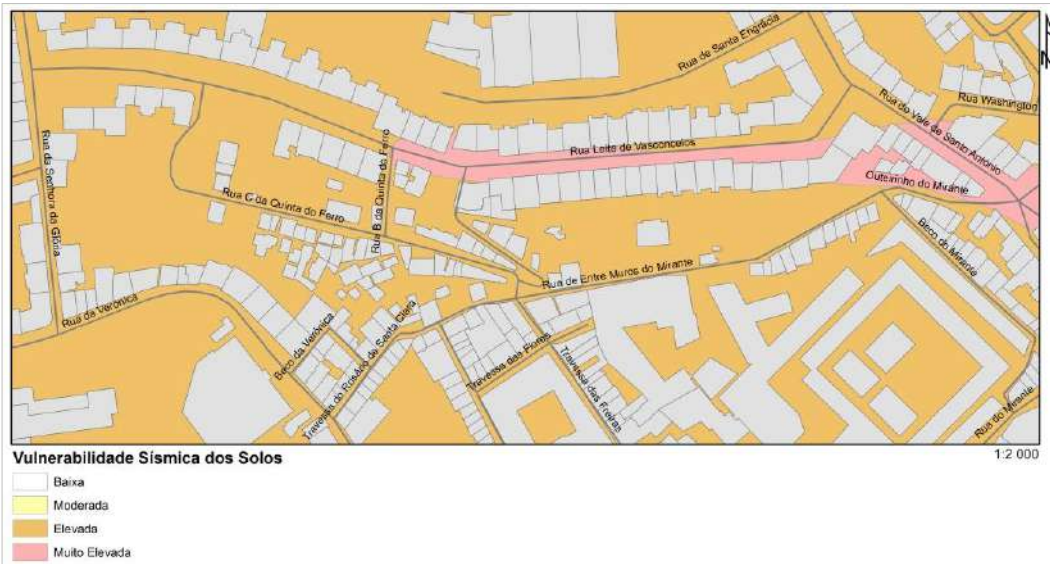 Rua de Santa Engrácia
Rua do Vale de Santo António
Rua Washington
Rua da Senhora da Glória
Rua B da Quinta do Ferro
Rua Leite de Vasconcelos
Outeirinho do Mirante
Rua C da Quinta do Ferro
Beco do Mirante
Rua de Entre Muros do Mirante
Rua da Verónica
Beco da Verónica
Travessa do Rosário de Santa Clara
Travessa das Flores
Travessa das Freiras
Rua do Mirante
Vulnerabilidade Sísmica dos Solos
1:2 000
Baixa
Moderada
Elevada
Muito Elevada